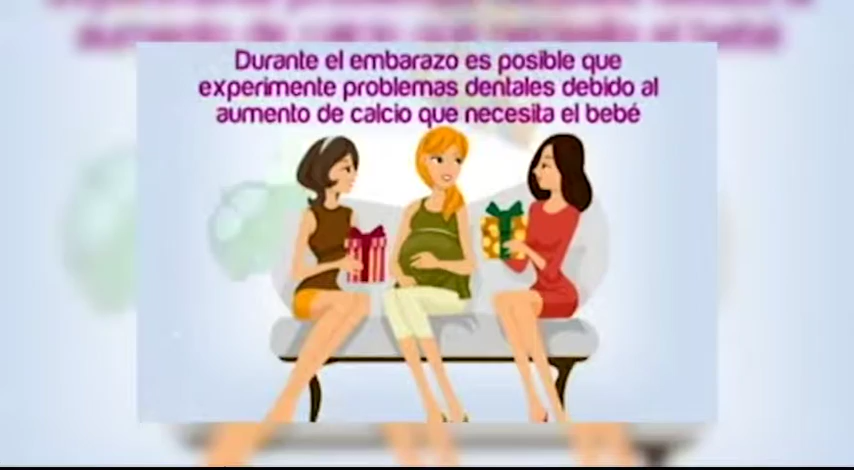 Durante el embarazo es posible que
experimente problemas dentales debido al
aumento de calcio que necesita el bebé